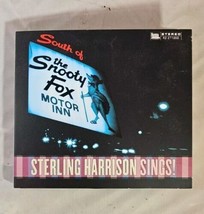 STEREO
South of
the
Snooty
Fox
MOTOR
INN
STERLING HARRISON SINGS!